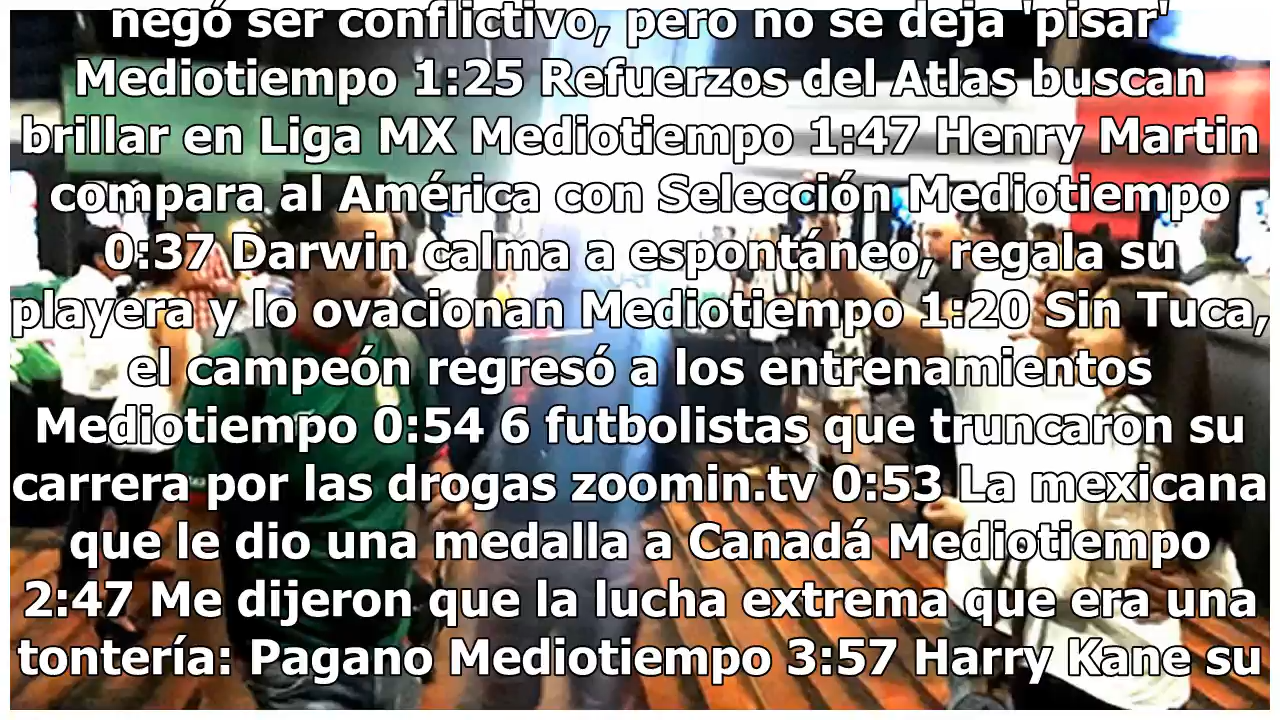 negó ser conflictivo, pero no se deja 'pisar'
Mediotiempo 1:25 Refuerzos del Atlas buscan
brillar en Liga MX Mediotiempo 1:47 Henry Martin
compara al América con Selección Mediotiempo
0:37 Darwin calma a espontáneo, regala su
playera y lo ovacionan Mediotiempo 1:20 Sin Tuca,
el campeón regresó a los entrenamientos
Mediotiempo 0:54 6 futbolistas que truncaron su
carrera por las drogas zoomin.tv 0:53 La mexicana
que le dio una medalla a Canadá Mediotiempo
2:47 Me dijeron que la lucha extrema que era una
tontería: Pagano Mediotiempo 3:57 Harry Kane su